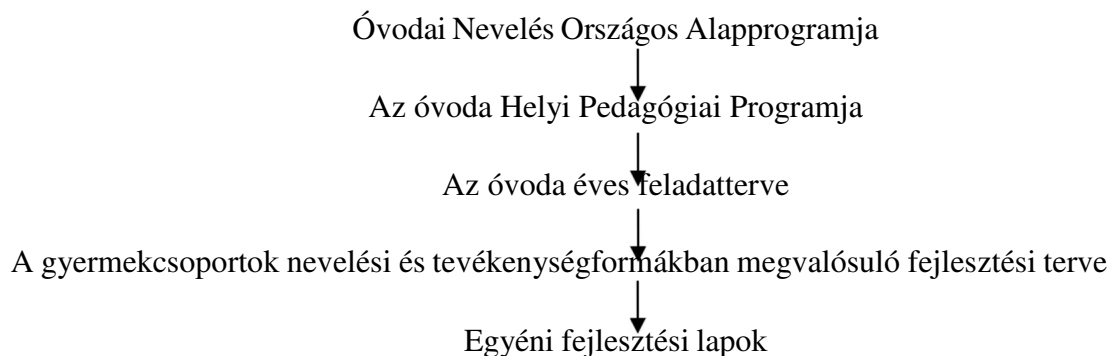 Óvodai Nevelés Országos Alapprogramja
Az óvoda Helyi Pedagógiai Programja
Az óvoda éves feladatterve
A gyermekcsoportok nevelési és tevékenységformákban megvalósuló fejlesztési terve
Egyéni fejlesztési lapok